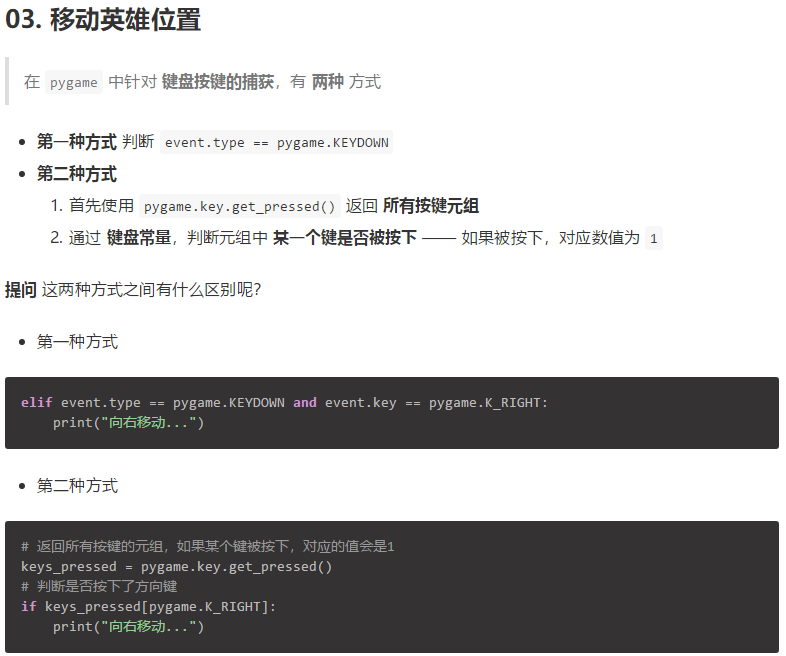 03. 移动英雄位置
在 pygame 中针对 键盘按键的捕获，有 两种 方式
• 第一种方式 判断 event.type == pygame.KEYDOWN
• 第二种方式
1. 首先使用 pygame.key.get_pressed() 返回 所有按键元组
2. 通过 键盘常量，判断元组中 某一个键是否被按下 —— 如果被按下，对应数值为 1
提问 这两种方式之间有什么区别呢？
• 第一种方式
elif event.type == pygame.KEYDOWN and event.key == pygame.K_RIGHT:
    print("向右移动...")
• 第二种方式
# 返回所有按键的元组，如果某个键被按下，对应的值会是1
keys_pressed = pygame.key.get_pressed()
# 判断是否按下了方向键
if keys_pressed[pygame.K_RIGHT]:
    print("向右移动...")